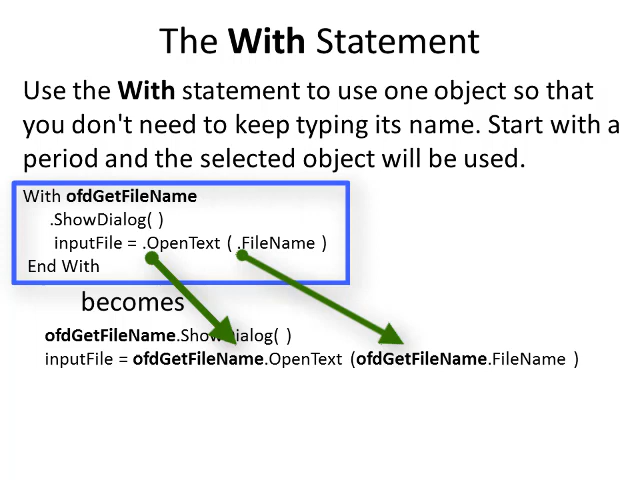 The With Statement
Use the With statement to use one object so that
you don't need to keep typing its name. Start with a
period and the selected object will be used.
With ofdGetFileName
.ShowDialog( )
inputFile = .OpenText ( .FileName )
End With
becomes
ofdGetFileName.ShowDialog( )
inputFile = ofdGetFileName.OpenText (ofdGetFileName.FileName )